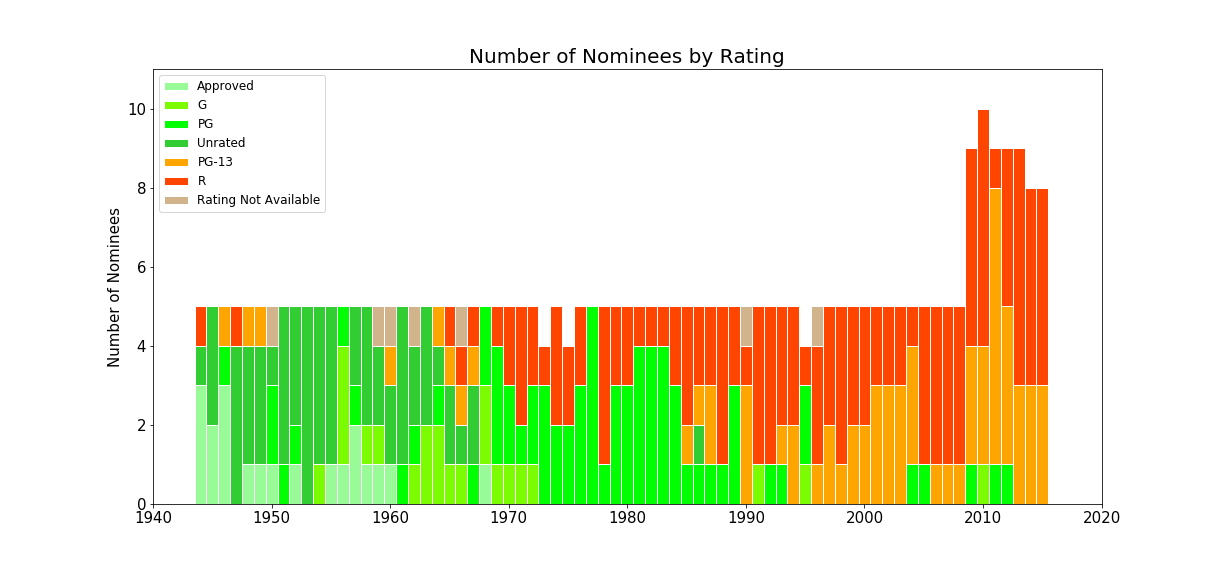 Number of Nominees by Rating
Approved
G
PG
Unrated
PG-13
R
Rating Not Available
Number of Nominees
10
8
6
4
2
0
1940 1950 1960 1970 1980 1990 2000 2010 2020